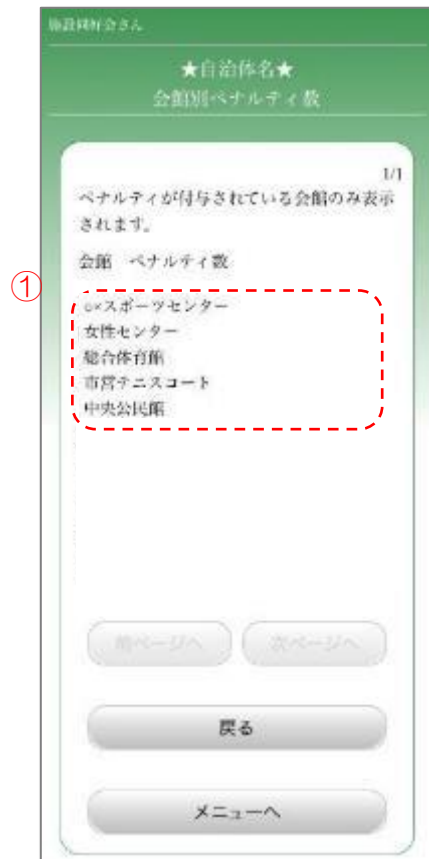 施設同好会さん
★自治体名★
会館別ペナルティ数
1/1
ペナルティが付与されている会館のみ表示
されます。
会館 ペナルティ数
①
○×スポーツセンター
女性センター
総合体育館
市営テニスコート
中央公民館
前ページへ 次ページへ
戻る
メニューへ